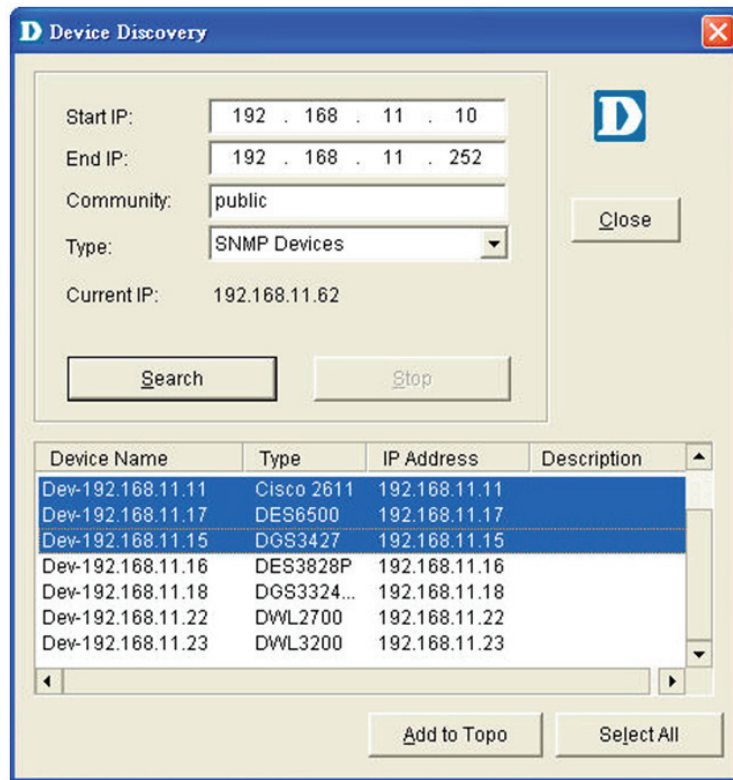 D Device Discovery
Start IP: 192 . 168 . 11 . 10
D
End IP: 192 . 168 . 11 . 252
Community: public
Close
Type: SNMP Devices
Current IP: 192.168.11.62
Search Stop
Device Name Type IP Address Description
Dev-192.168.11.11 Cisco 2611 192.168.11.11
Dev-192.168.11.17 DES6500 192.168.11.17
Dev-192.168.11.15 DGS3427 192.168.11.15
Dev-192.168.11.16 DES3828P 192.168.11.16
Dev-192.168.11.18 DGS3324... 192.168.11.18
Dev-192.168.11.22 DWL2700 192.168.11.22
Dev-192.168.11.23 DWL3200 192.168.11.23
Add to Topo Select All